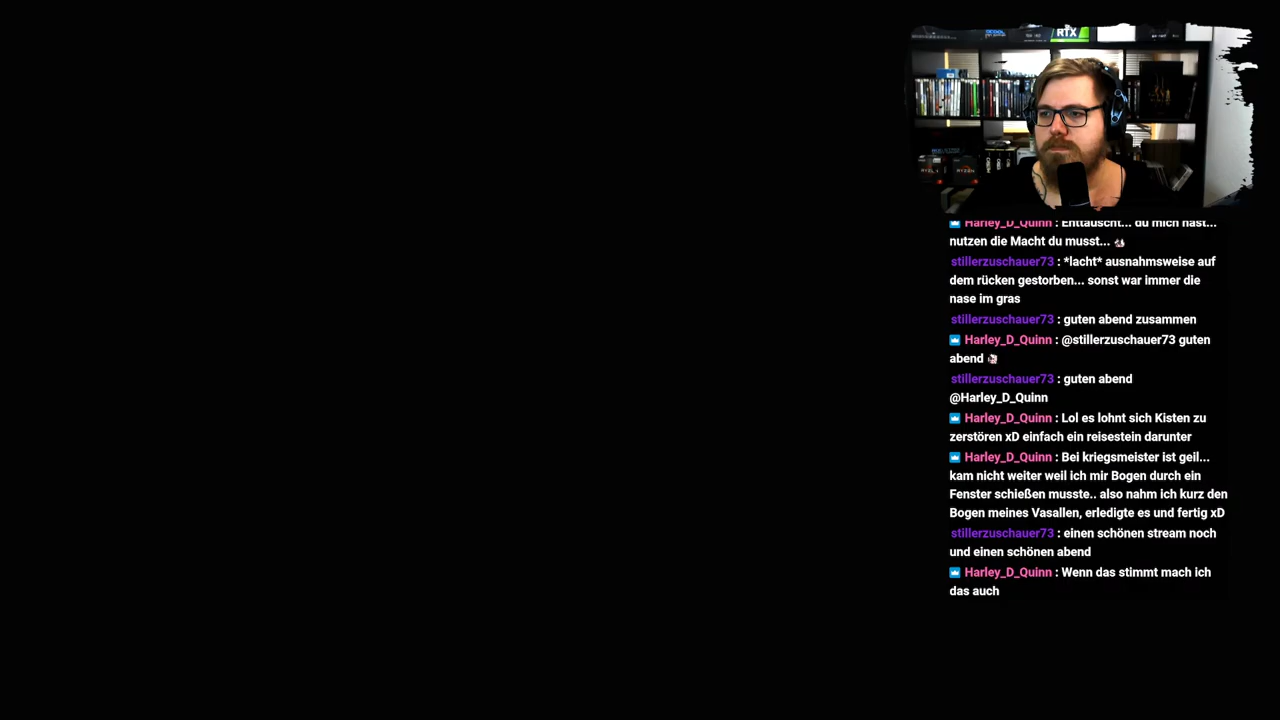 RTX
RYZEN
Harley_D_Quinn : Enttäuscht... du mich hast...
nutzen die Macht du musst...
stillerzuschauer73 : *lacht* ausnahmsweise auf
dem rücken gestorben... sonst war immer die
nase im gras
stillerzuschauer73 : guten abend zusammen
Harley_D_Quinn : @stillerzuschauer73 guten
abend
stillerzuschauer73 : guten abend
@Harley_D_Quinn
Harley_D_Quinn : Lol es lohnt sich Kisten zu
zerstören xD einfach ein reisestein darunter
Harley_D_Quinn : Bei kriegsmeister ist geil...
kam nicht weiter weil ich mir Bogen durch ein
Fenster schießen musste.. also nahm ich kurz den
Bogen meines Vasallen, erledigte es und fertig xD
stillerzuschauer73 : einen schönen stream noch
und einen schönen abend
Harley_D_Quinn : Wenn das stimmt mach ich
das auch